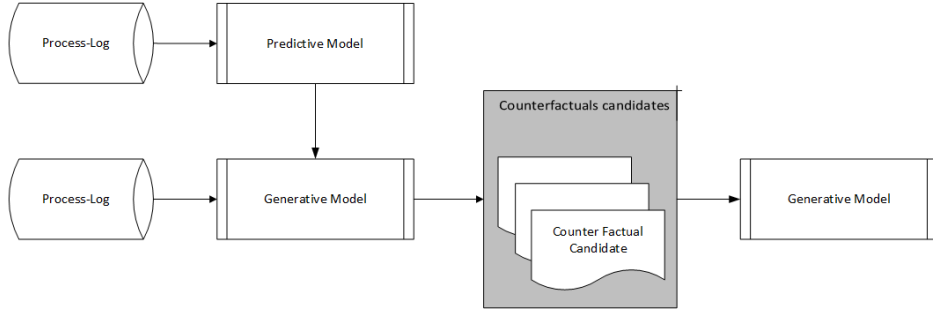 Process-Log
Predictive Model
Counterfactuals candidates
Process-Log
Generative Model
Generative Model
Counter Factual
Candidate